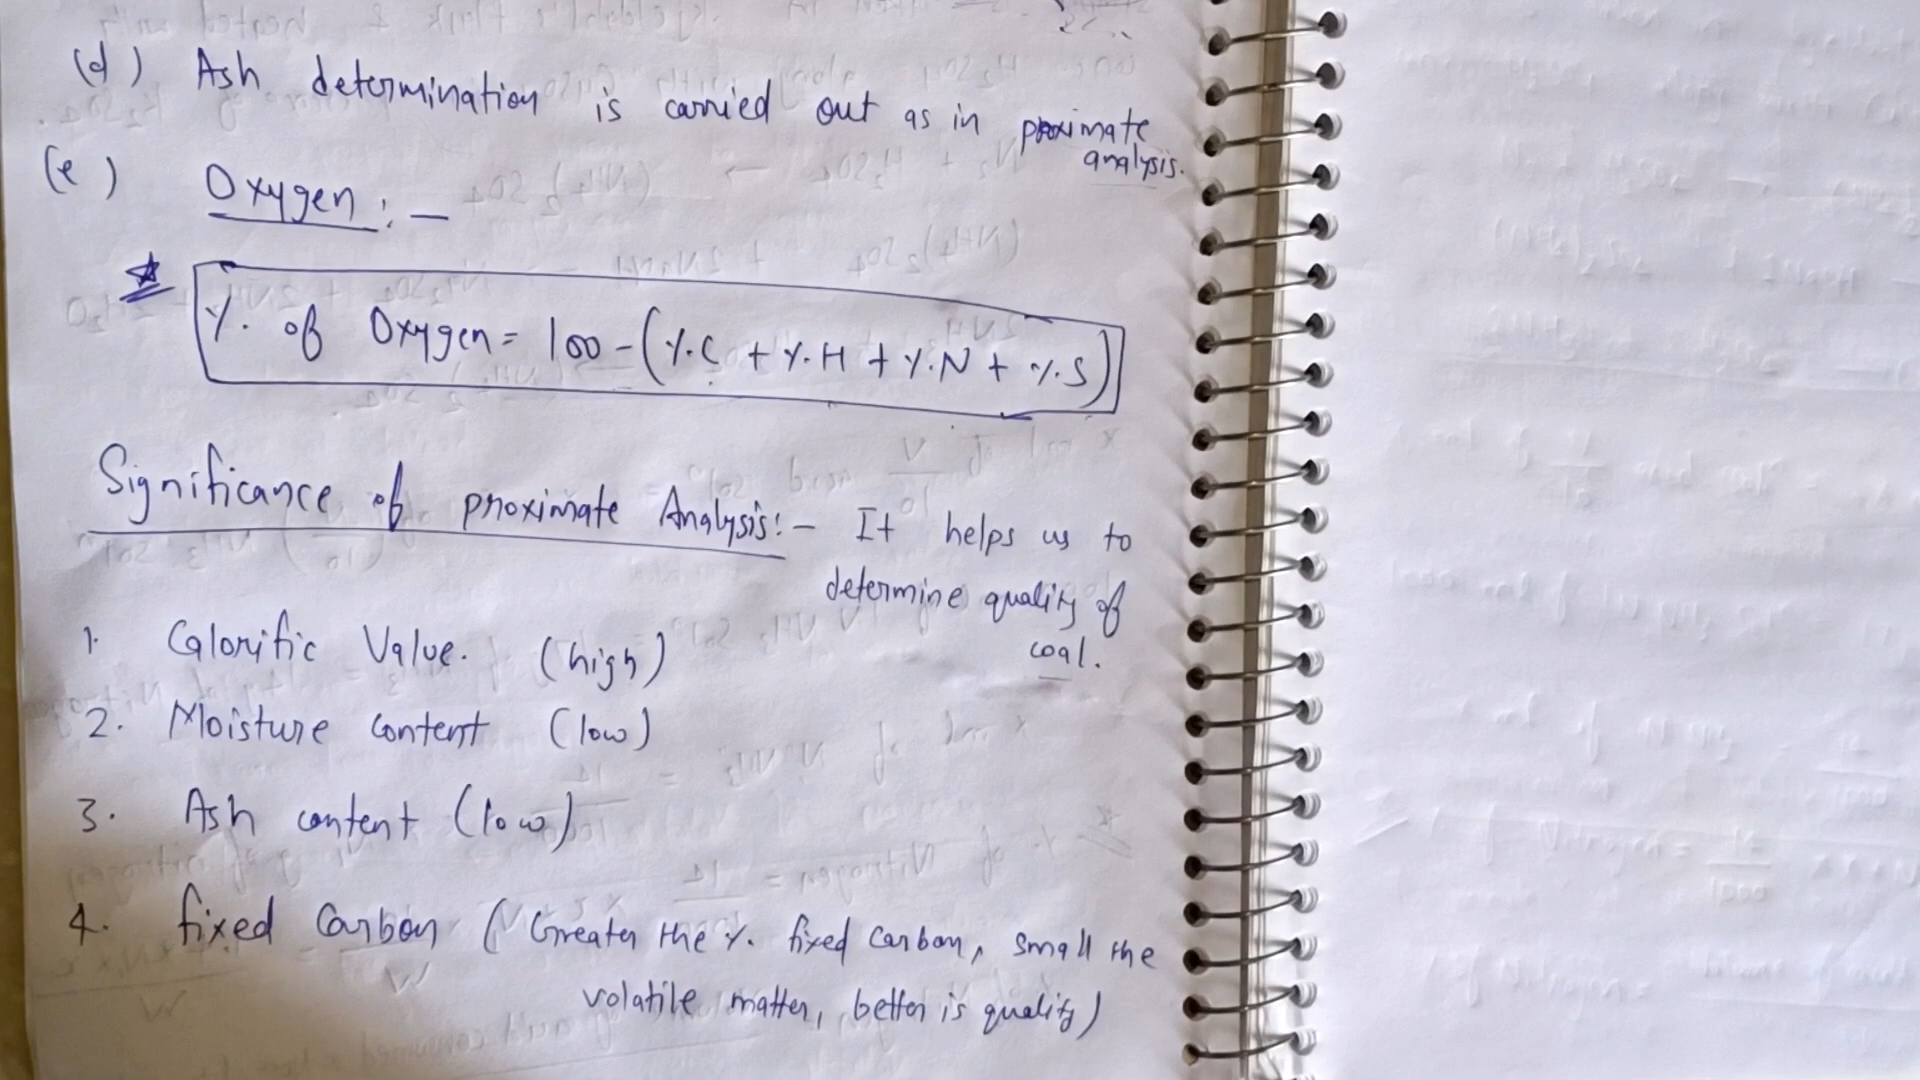 (d) Ash determination is carried out as in proximate
analysis.
(e) Oxygen :-
% of Oxygen = 100 - (%C + %H + %N + %S)
Significance of proximate Analysis:- It helps us to
determine quality of
coal.
1. Calorific Value. (high)
2. Moisture content (low)
3. Ash content (low)
4. fixed Carbon (Greater the % fixed carbon, small the
volatile matter, better is quality)